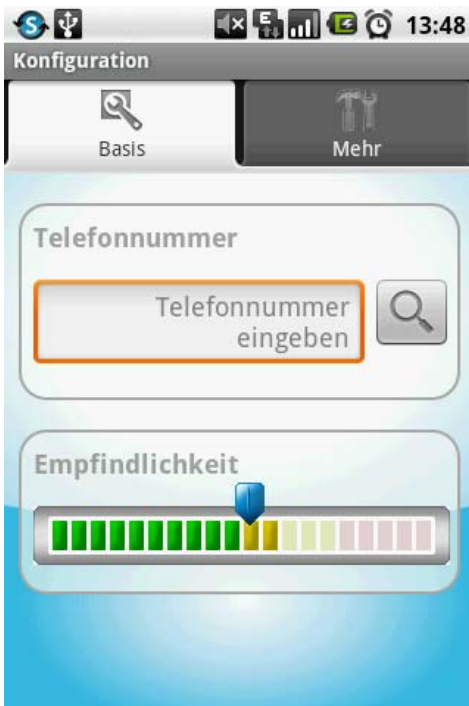 13:48
Konfiguration
Basis
Mehr
Telefonnummer
Telefonnummer
eingeben
Empfindlichkeit